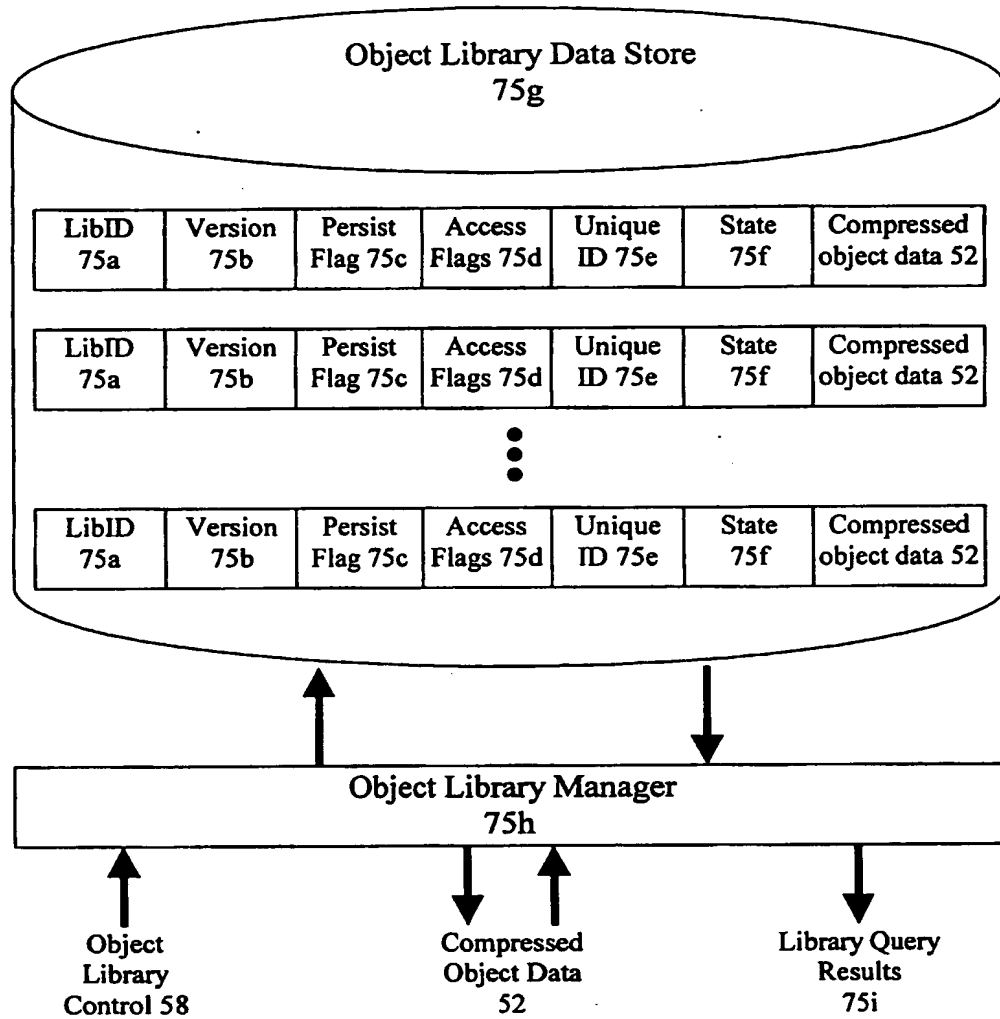 Object Library Data Store
75g
LibID Version Persist Access Unique State Compressed
75a 75b Flag 75c Flags 75d ID 75e 75f object data 52
LibID Version Persist Access Unique State Compressed
75a 75b Flag 75c Flags 75d ID 75e 75f object data 52
LibID Version Persist Access Unique State Compressed
75a 75b Flag 75c Flags 75d ID 75e 75f object data 52
Object Library Manager
75h
Object
Library
Control 58
Compressed
Object Data
52
Library Query
Results
75i